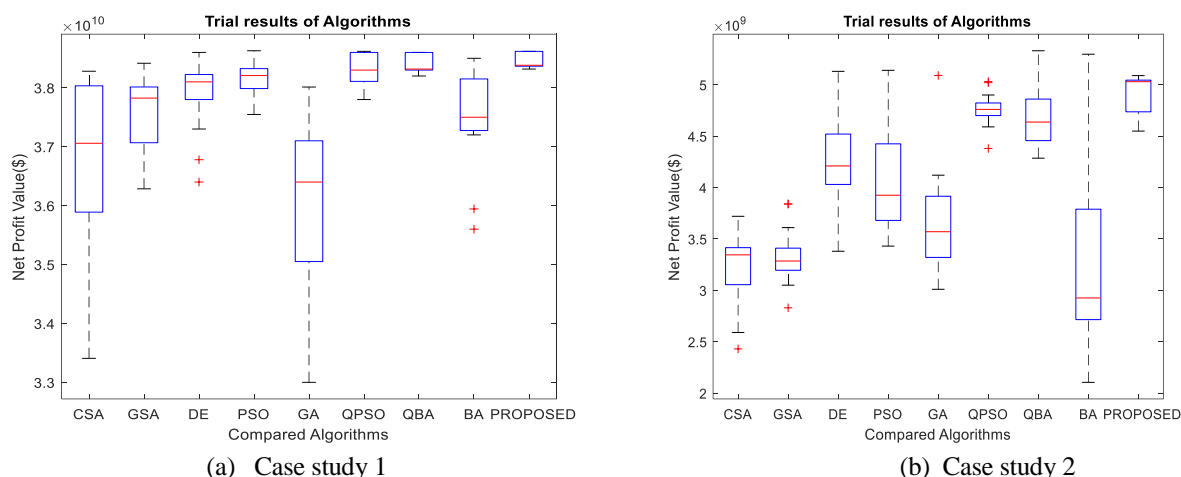 Trial results of Algorithms
×10^10
Net Profit Value($)
3.8
3.7
3.6
3.5
3.4
3.3
CSA GSA DE PSO GA QPSO QBA BA PROPOSED
Compared Algorithms
(a) Case study 1
Trial results of Algorithms
×10^9
Net Profit Value($)
5
4.5
4
3.5
3
2.5
2
CSA GSA DE PSO GA QPSO QBA BA PROPOSED
Compared Algorithms
(b) Case study 2